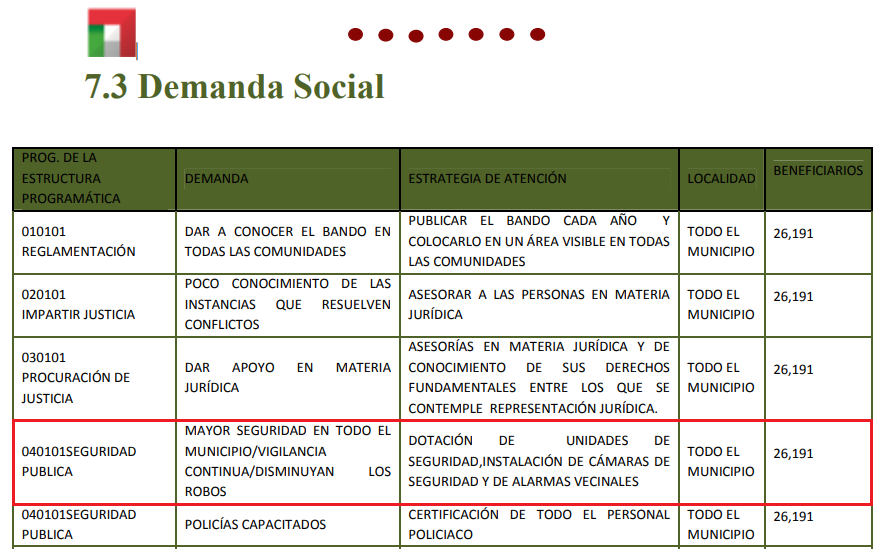 7.3 Demanda Social
PROG. DE LA
ESTRUCTURA
PROGRAMÁTICA
DEMANDA
ESTRATEGIA DE ATENCIÓN
LOCALIDAD
BENEFICIARIOS
010101
REGLAMENTACIÓN
DAR A CONOCER EL BANDO EN
TODAS LAS COMUNIDADES
PUBLICAR EL BANDO CADA AÑO Y
COLOCARLO EN UN ÁREA VISIBLE EN TODAS
LAS COMUNIDADES
TODO EL
MUNICIPIO
26,191
020101
IMPARTIR JUSTICIA
POCO CONOCIMIENTO DE LAS
INSTANCIAS QUE RESUELVEN
CONFLICTOS
ASESORAR A LAS PERSONAS EN MATERIA
JURÍDICA
TODO EL
MUNICIPIO
26,191
030101
PROCURACIÓN DE
JUSTICIA
DAR APOYO EN MATERIA
JURÍDICA
ASESORÍAS EN MATERIA JURÍDICA Y DE
CONOCIMIENTO DE SUS DERECHOS
FUNDAMENTALES ENTRE LOS QUE SE
CONTEMPLE REPRESENTACIÓN JURÍDICA.
TODO EL
MUNICIPIO
26,191
040101SEGURIDAD
PUBLICA
MAYOR SEGURIDAD EN TODO EL
MUNICIPIO/VIGILANCIA
CONTINUA/DISMINUYAN LOS
ROBOS
DOTACIÓN DE UNIDADES DE
SEGURIDAD,INSTALACIÓN DE CÁMARAS DE
SEGURIDAD Y DE ALARMAS VECINALES
TODO EL
MUNICIPIO
26,191
040101SEGURIDAD
PUBLICA
POLICÍAS CAPACITADOS
CERTIFICACIÓN DE TODO EL PERSONAL
POLICIACO
TODO EL
MUNICIPIO
26,191